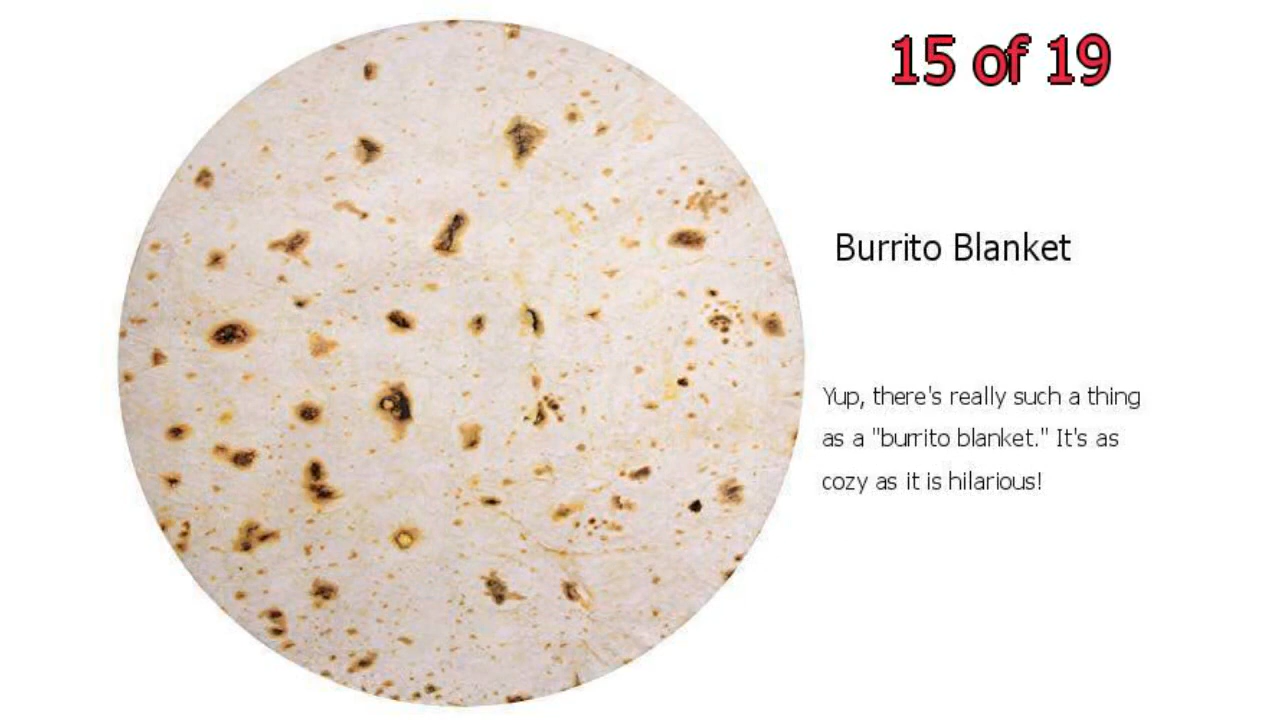 15 of 19
Burrito Blanket
Yup, there's really such a thing
as a "burrito blanket." It's as
cozy as it is hilarious!